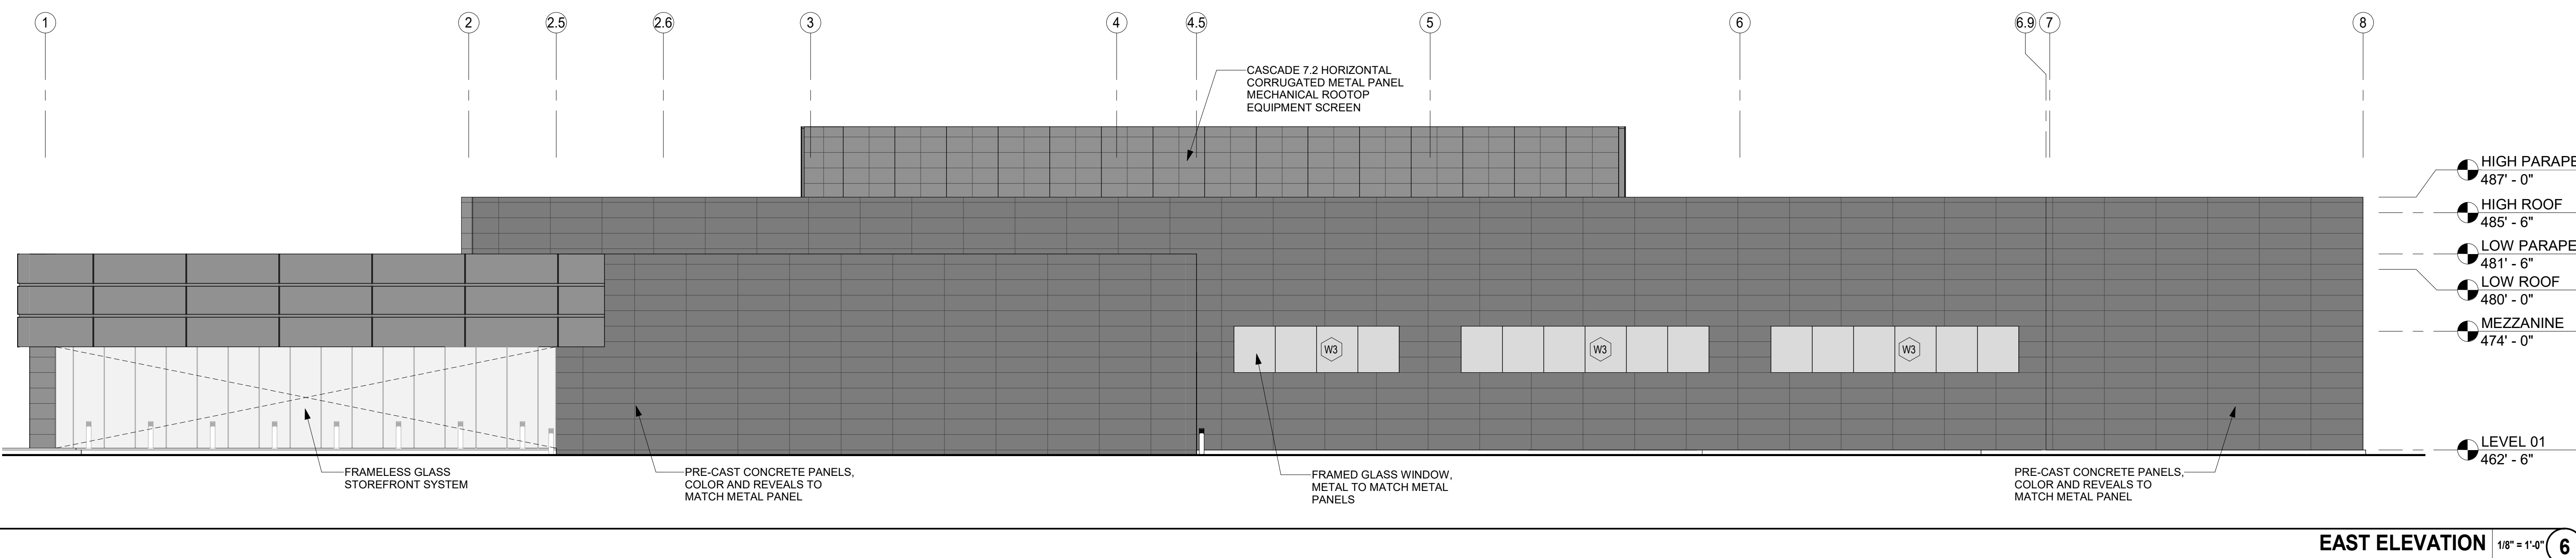 1 2 2.5 2.6 3 4 4.5 5 6 6.9 7 8
CASCADE 7.2 HORIZONTAL
CORRUGATED METAL PANEL
MECHANICAL ROOTOP
EQUIPMENT SCREEN
HIGH PARAPE
487' - 0"
HIGH ROOF
485' - 6"
LOW PARAPE
481' - 6"
LOW ROOF
480' - 0"
MEZZANINE
474' - 0"
W3 W3 W3
LEVEL 01
462' - 6"
FRAMELESS GLASS
STOREFRONT SYSTEM
PRE-CAST CONCRETE PANELS,
COLOR AND REVEALS TO
MATCH METAL PANEL
FRAMED GLASS WINDOW,
METAL TO MATCH METAL
PANELS
PRE-CAST CONCRETE PANELS,
COLOR AND REVEALS TO
MATCH METAL PANEL
EAST ELEVATION 1/8" = 1'-0" 6